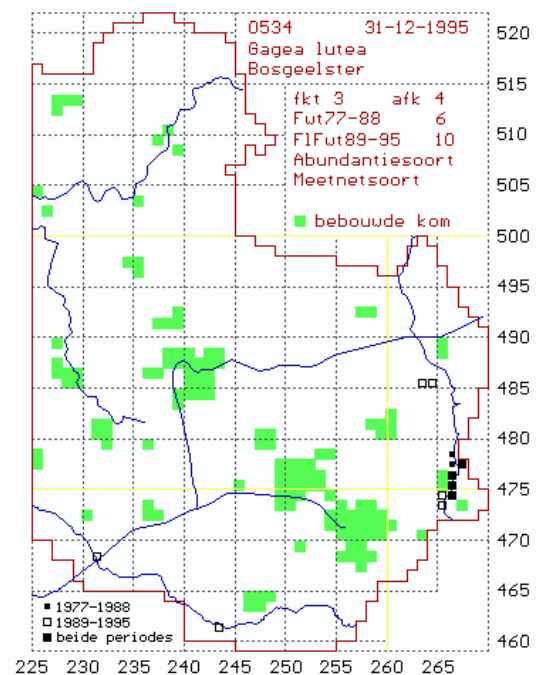 0534 31-12-1995
Gagea lutea
Bosgeelster
fkt 3 afk 4
Fwt77-88 6
FlFwt89-95 10
Abundantiesoort
Meetnetsoort
bebouwde kom
520
515
510
505
500
495
490
485
480
475
470
465
460
1977-1988
1989-1995
beide periodes
225 230 235 240 245 250 255 260 265